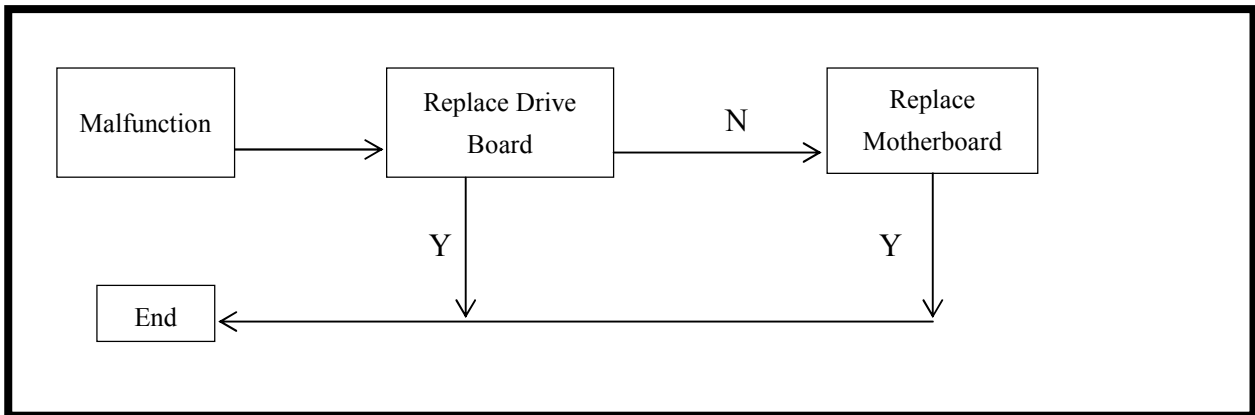 Malfunction
Replace Drive
Board
N
Replace
Motherboard
Y
Y
End